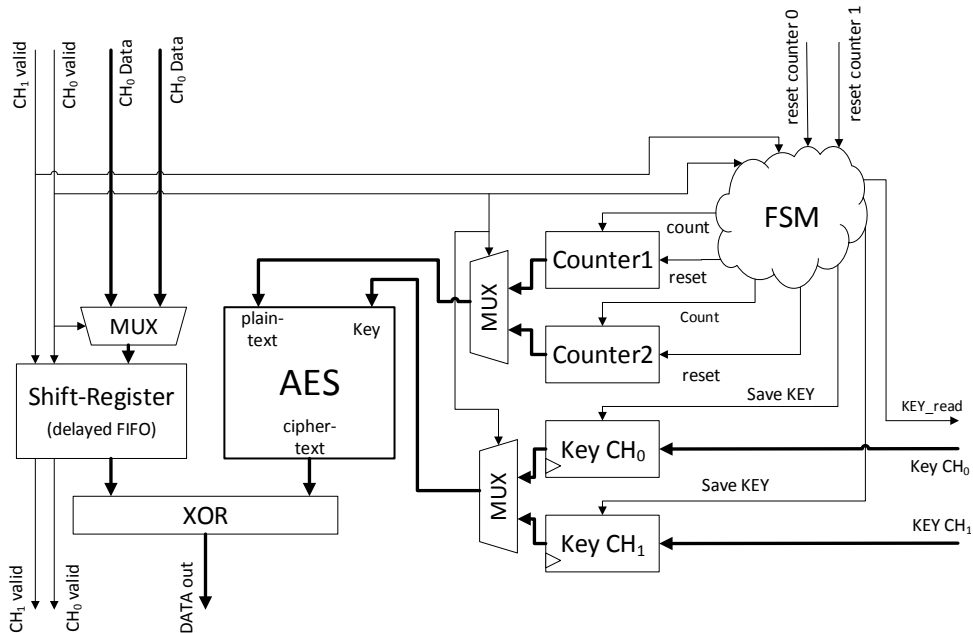 CH₁ valid
CH₀ valid
CH₀ Data
CH₀ Data
reset counter 0
reset counter 1
FSM
count
Counter1
reset
MUX
Count
Counter2
reset
MUX
plain-
text
Key
AES
cipher-
text
Shift-Register
(delayed FIFO)
Save KEY
KEY_read
Key CH₀
Key CH₀
MUX
Save KEY
Key CH₁
KEY CH₁
XOR
CH₁ valid
CH₀ valid
DATA out